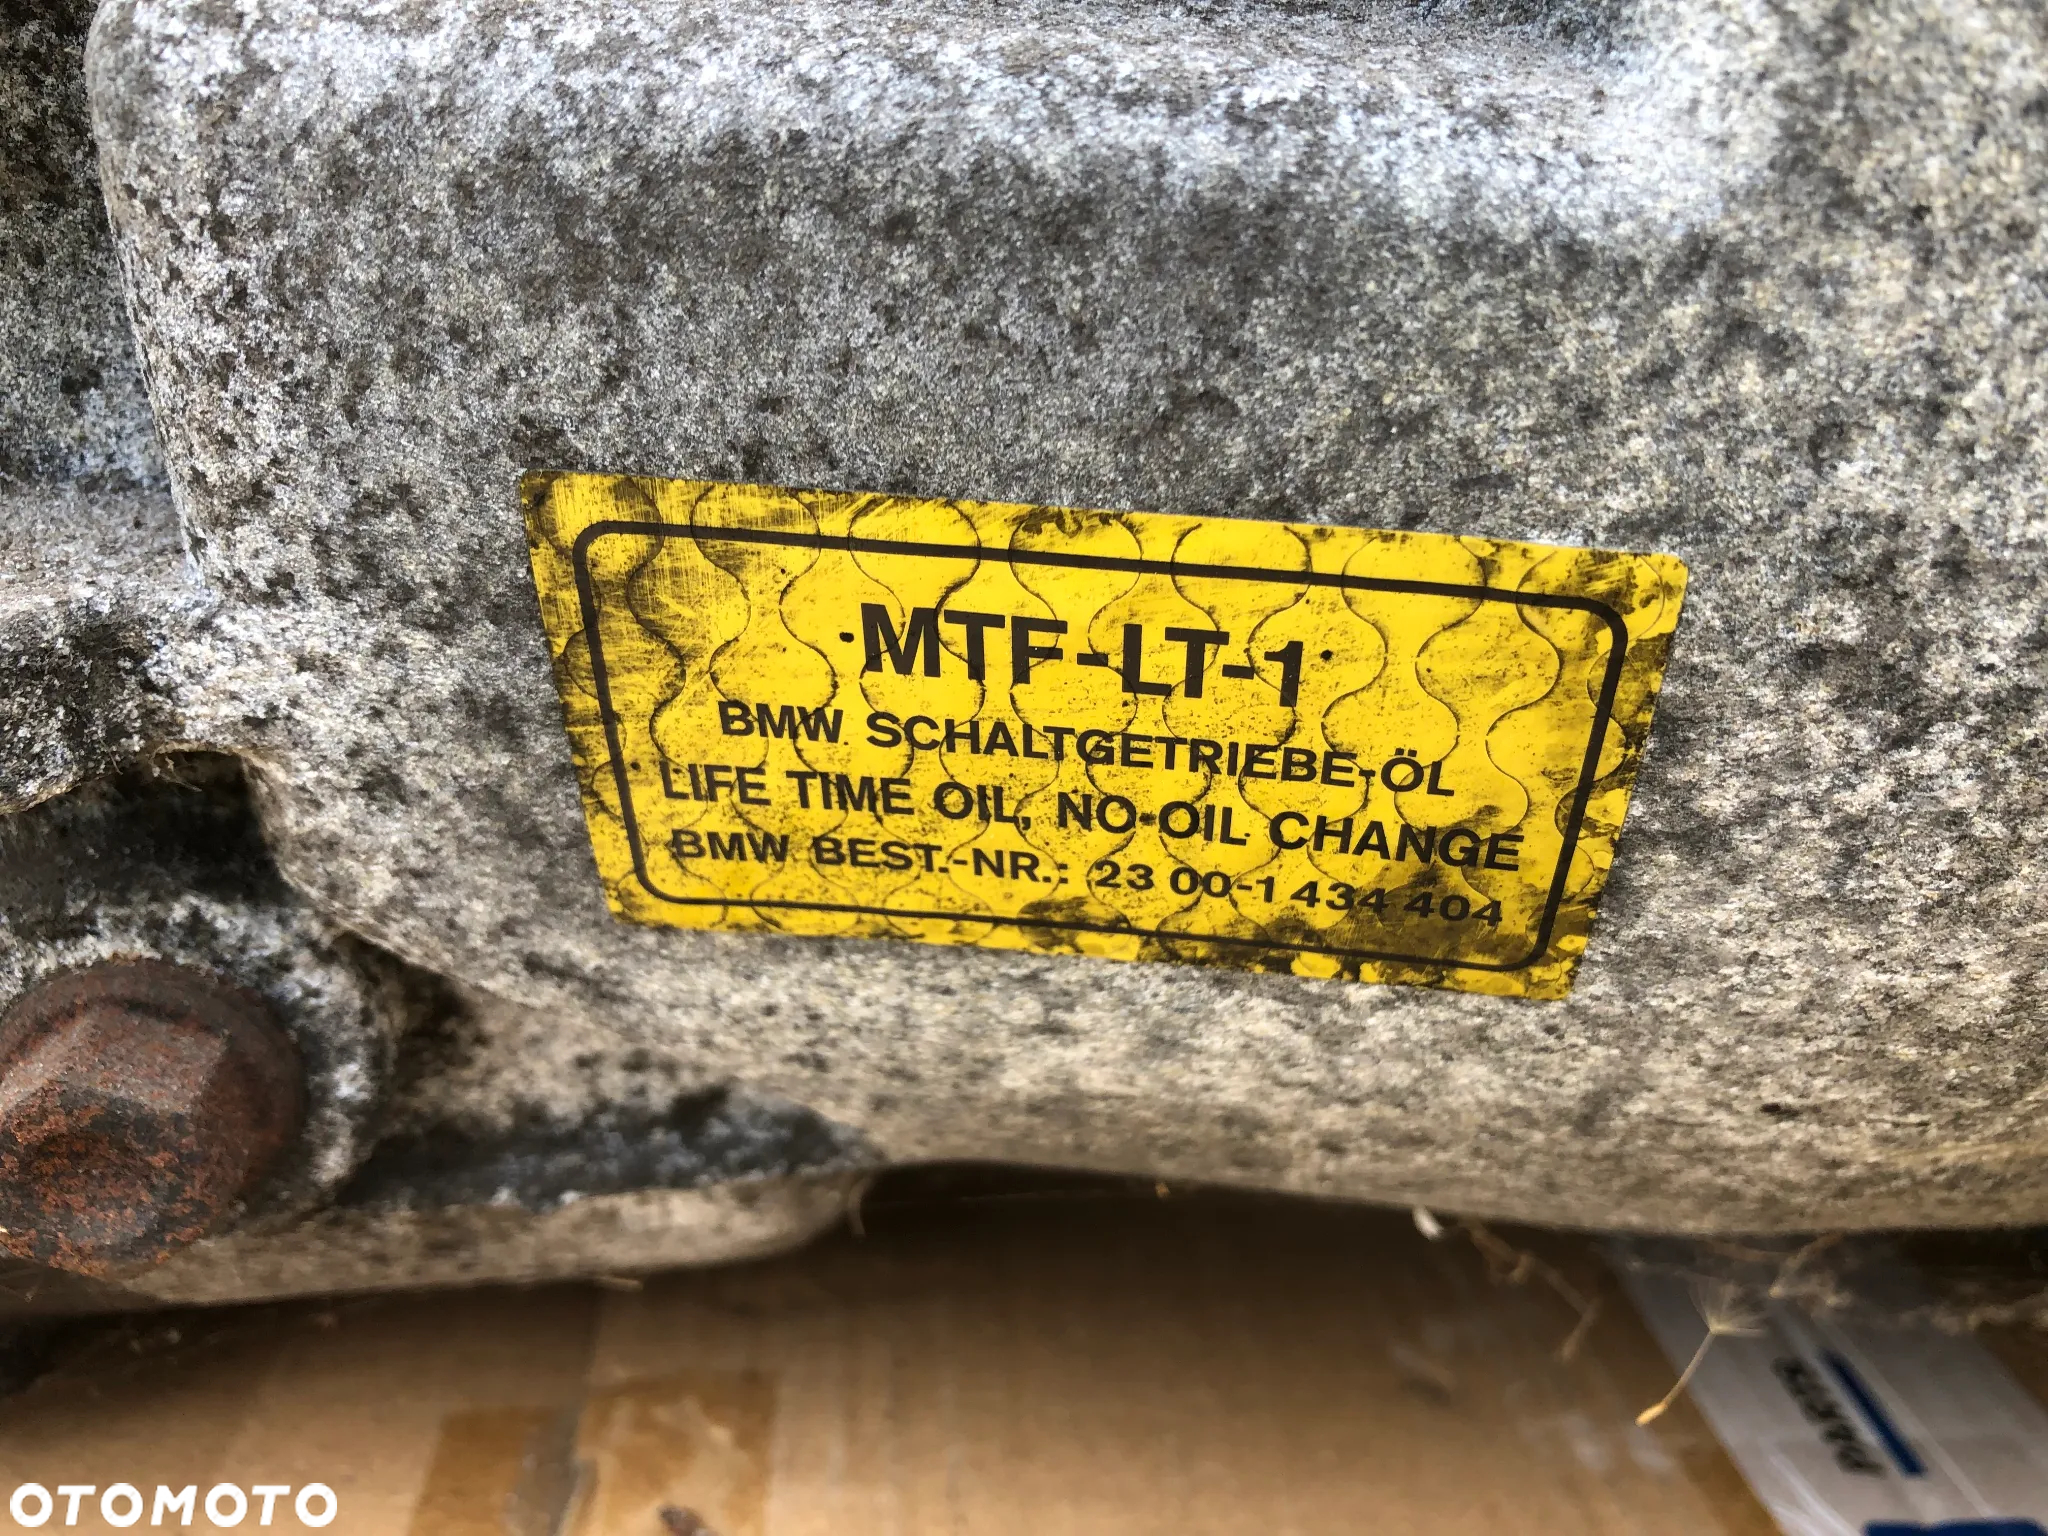 MTF-LT-1
BMW SCHALTGETRIEBE-ÖL
LIFE TIME OIL, NO OIL CHANGE
BMW BEST.-NR.: 23 00-1 434 404
PARTS
OTOMOTO